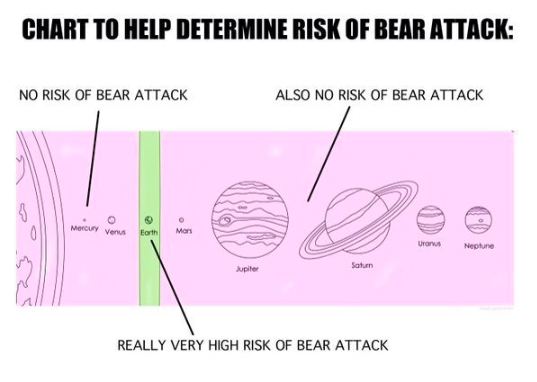 CHART TO HELP DETERMINE RISK OF BEAR ATTACK:
NO RISK OF BEAR ATTACK
ALSO NO RISK OF BEAR ATTACK
Mercury
Venus
Earth
Mars
Jupiter
Saturn
Uranus
Neptune
REALLY VERY HIGH RISK OF BEAR ATTACK